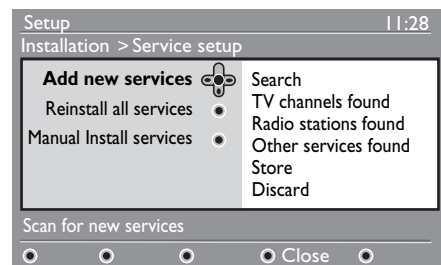 Setup 11:28
Installation > Service setup
Add new services
Reinstall all services
Manual Install services
Search
TV channels found
Radio stations found
Other services found
Store
Discard
Scan for new services
Close